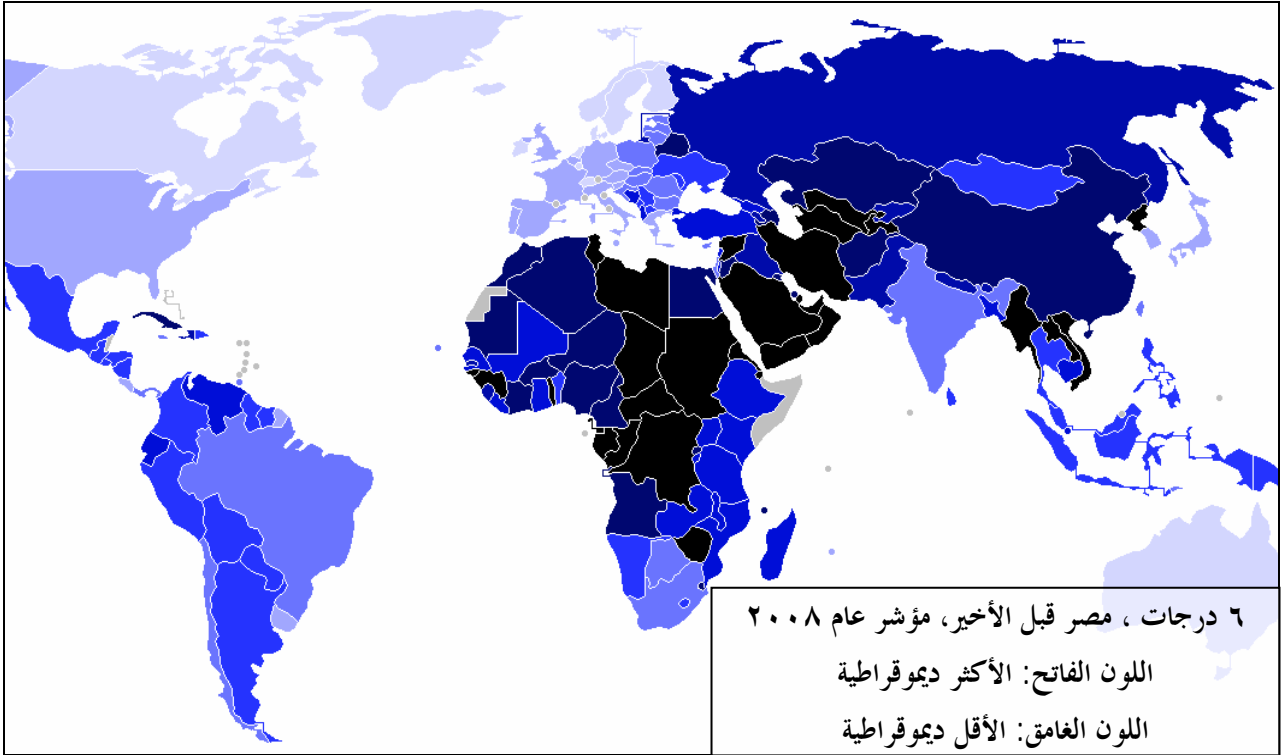 ٦ درجات ، مصر قبل الأخير، مؤشر عام ٢٠٠٨
اللون الفاتح: الأكثر ديموقراطية
اللون الغامق: الأقل ديموقراطية